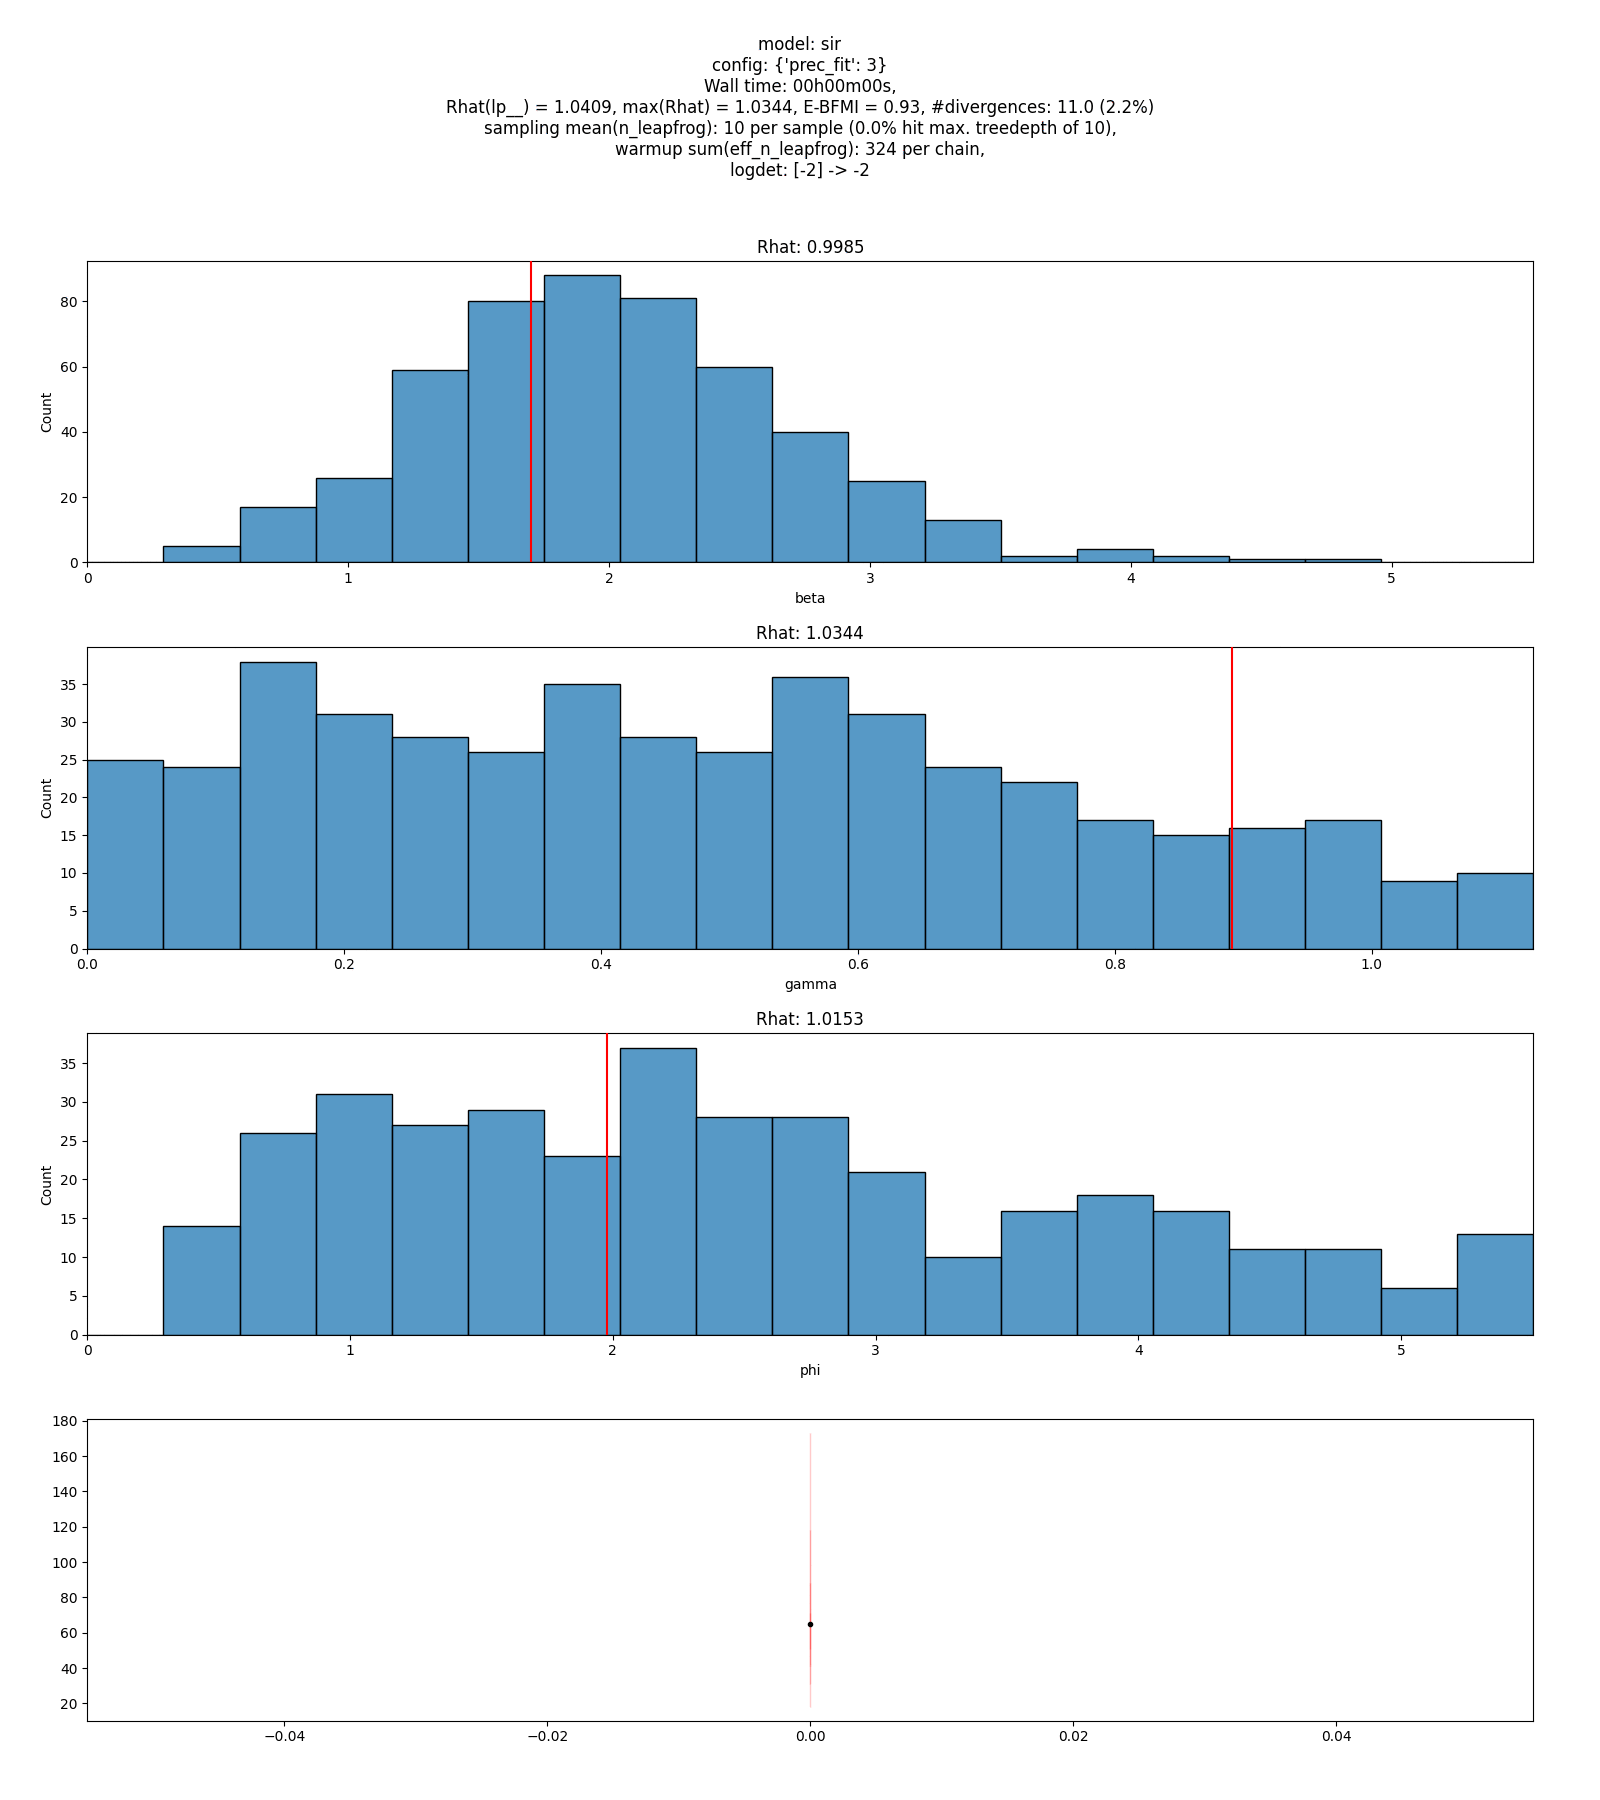 model: sir
config: {'prec_fit': 3}
Wall time: 00h00m00s,
Rhat(lp__) = 1.0409, max(Rhat) = 1.0344, E-BFMI = 0.93, #divergences: 11.0 (2.2%)
sampling mean(n_leapfrog): 10 per sample (0.0% hit max. treedepth of 10),
warmup sum(eff_n_leapfrog): 324 per chain,
logdet: [-2] -> -2
Rhat: 0.9985
80
60
40
20
0
Count
0 1 2 3 4 5
beta
Rhat: 1.0344
35
30
25
20
15
10
5
0
Count
0.0 0.2 0.4 0.6 0.8 1.0
gamma
Rhat: 1.0153
35
30
25
20
15
10
5
0
Count
0 1 2 3 4 5
phi
180
160
140
120
100
80
60
40
20
−0.04 −0.02 0.00 0.02 0.04